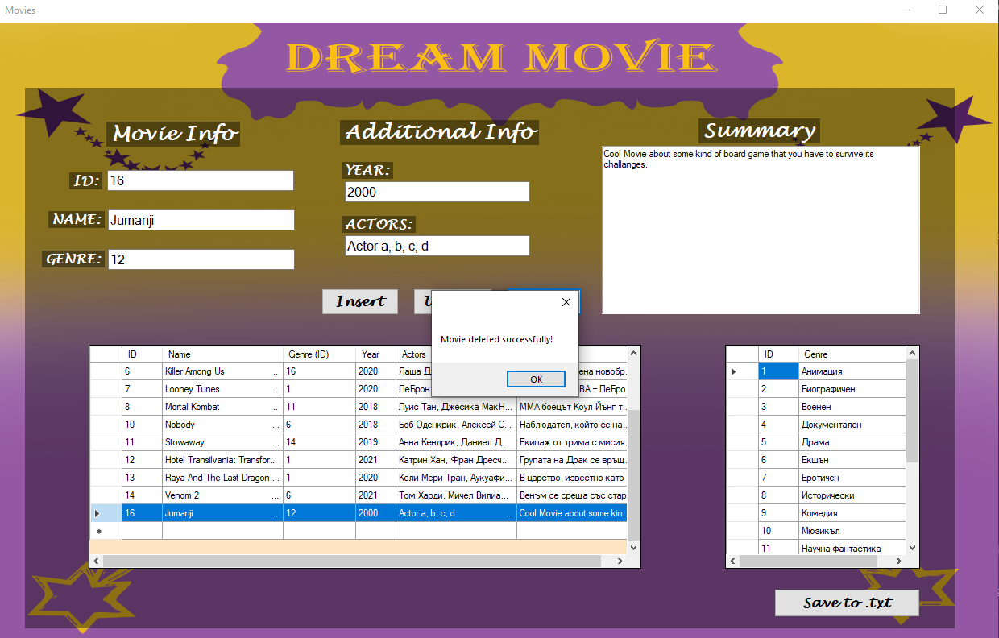 Movies
DREAM MOVIE
Movie Info
Additional Info
Summary
ID: 16
NAME: Jumanji
GENRE: 12
YEAR:
2000
ACTORS:
Actor a, b, c, d
Cool Movie about some kind of board game that you have to survive its
challanges.
Insert
Movie deleted successfully!
OK
ID Name Genre (ID) Year Actors
6 Killer Among Us ... 16 2020 Яаша Д ена новобр.
7 Looney Tunes ... 1 2020 ЛеБрон ВА – ЛеБро
8 Mortal Kombat ... 11 2018 Луис Тан, Джесика МакН... ММА боецът Коул Йънг т..
10 Nobody ... 6 2018 Боб Оденкрик, Алексей С... Наблюдател, който се на..
11 Stowaway ... 14 2019 Анна Кендрик, Даниел Д... Екипаж от трима с мисия.
12 Hotel Transilvania: Transfor... 1 2021 Катрин Хан, Фран Дресч... Групата на Драк се връщ.
13 Raya And The Last Dragon ... 1 2020 Кели Мери Тран, Аукуафи... В царство, известно като
14 Venom 2 ... 6 2021 Том Харди, Мичел Вилиа... Венъм се среща със стар
16 Jumanji ... 12 2000 Actor a, b, c, d ... Cool Movie about some kin..
ID Genre
1 Анимация
2 Биографичен
3 Военен
4 Документален
5 Драма
6 Екшън
7 Еротичен
8 Исторически
9 Комедия
10 Мюзикъл
11 Научна фантастика
Save to .txt